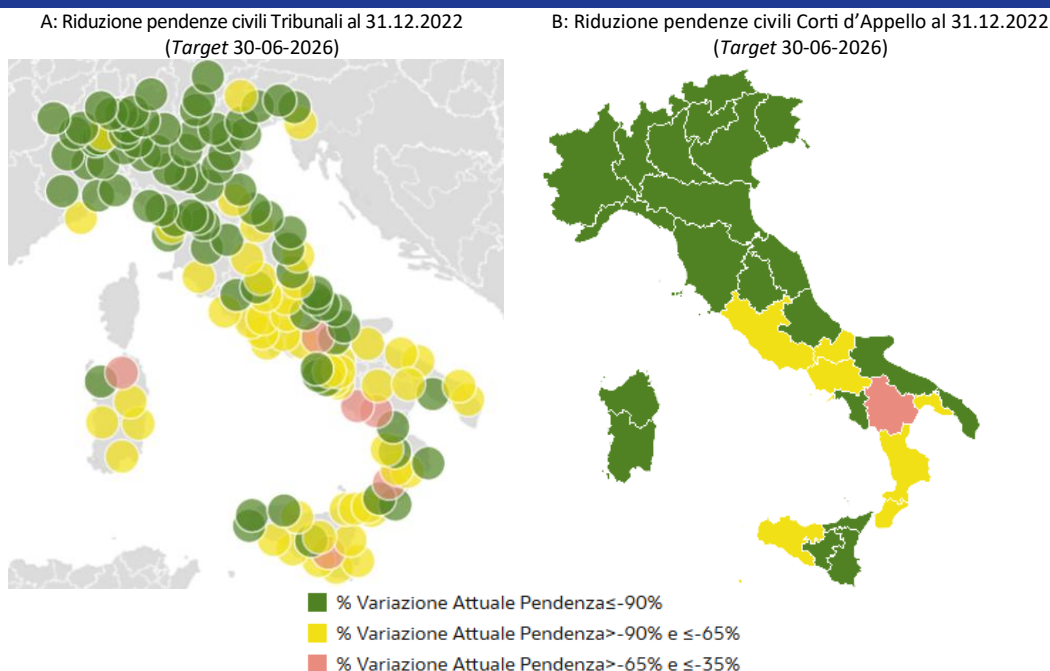 A: Riduzione pendenze civili Tribunali al 31.12.2022
(Target 30-06-2026)
B: Riduzione pendenze civili Corti d'Appello al 31.12.2022
(Target 30-06-2026)
% Variazione Attuale Pendenza≤-90%
% Variazione Attuale Pendenza>-90% e ≤-65%
% Variazione Attuale Pendenza>-65% e ≤-35%